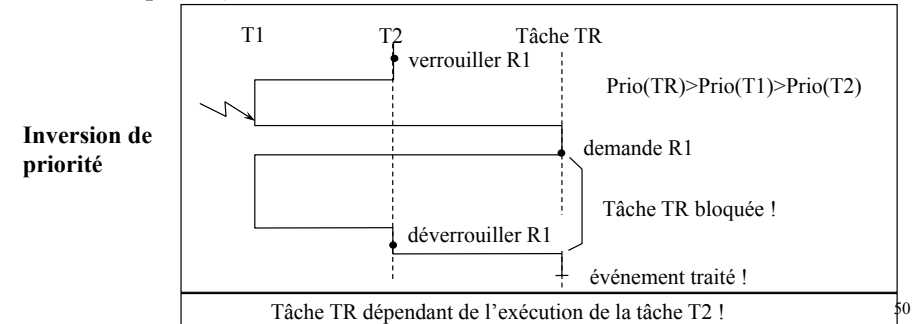 T1 T2 Tâche TR
verrouiller R1
Prio(TR)>Prio(T1)>Prio(T2)
Inversion de
priorité
demande R1
Tâche TR bloquée !
déverrouiller R1
événement traité !
Tâche TR dépendant de l'exécution de la tâche T2 !
50